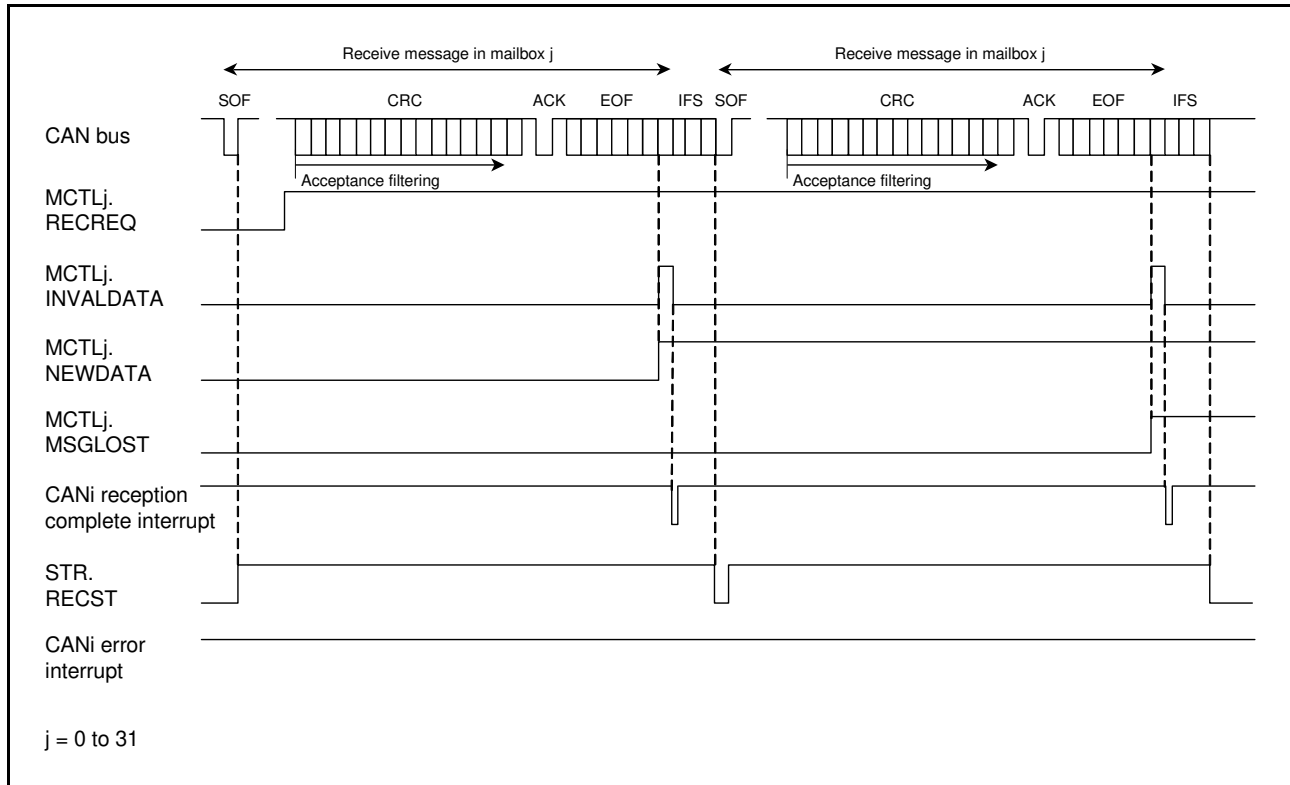 Receive message in mailbox j
Receive message in mailbox j
SOF
CRC
ACK
EOF
IFS
SOF
CRC
ACK
EOF
IFS
CAN bus
Acceptance filtering
Acceptance filtering
MCTLj.
RECREQ
MCTLj.
INVALDATA
MCTLj.
NEWDATA
MCTLj.
MSGLOST
CANi reception
complete interrupt
STR.
RECST
CANi error
interrupt
j = 0 to 31